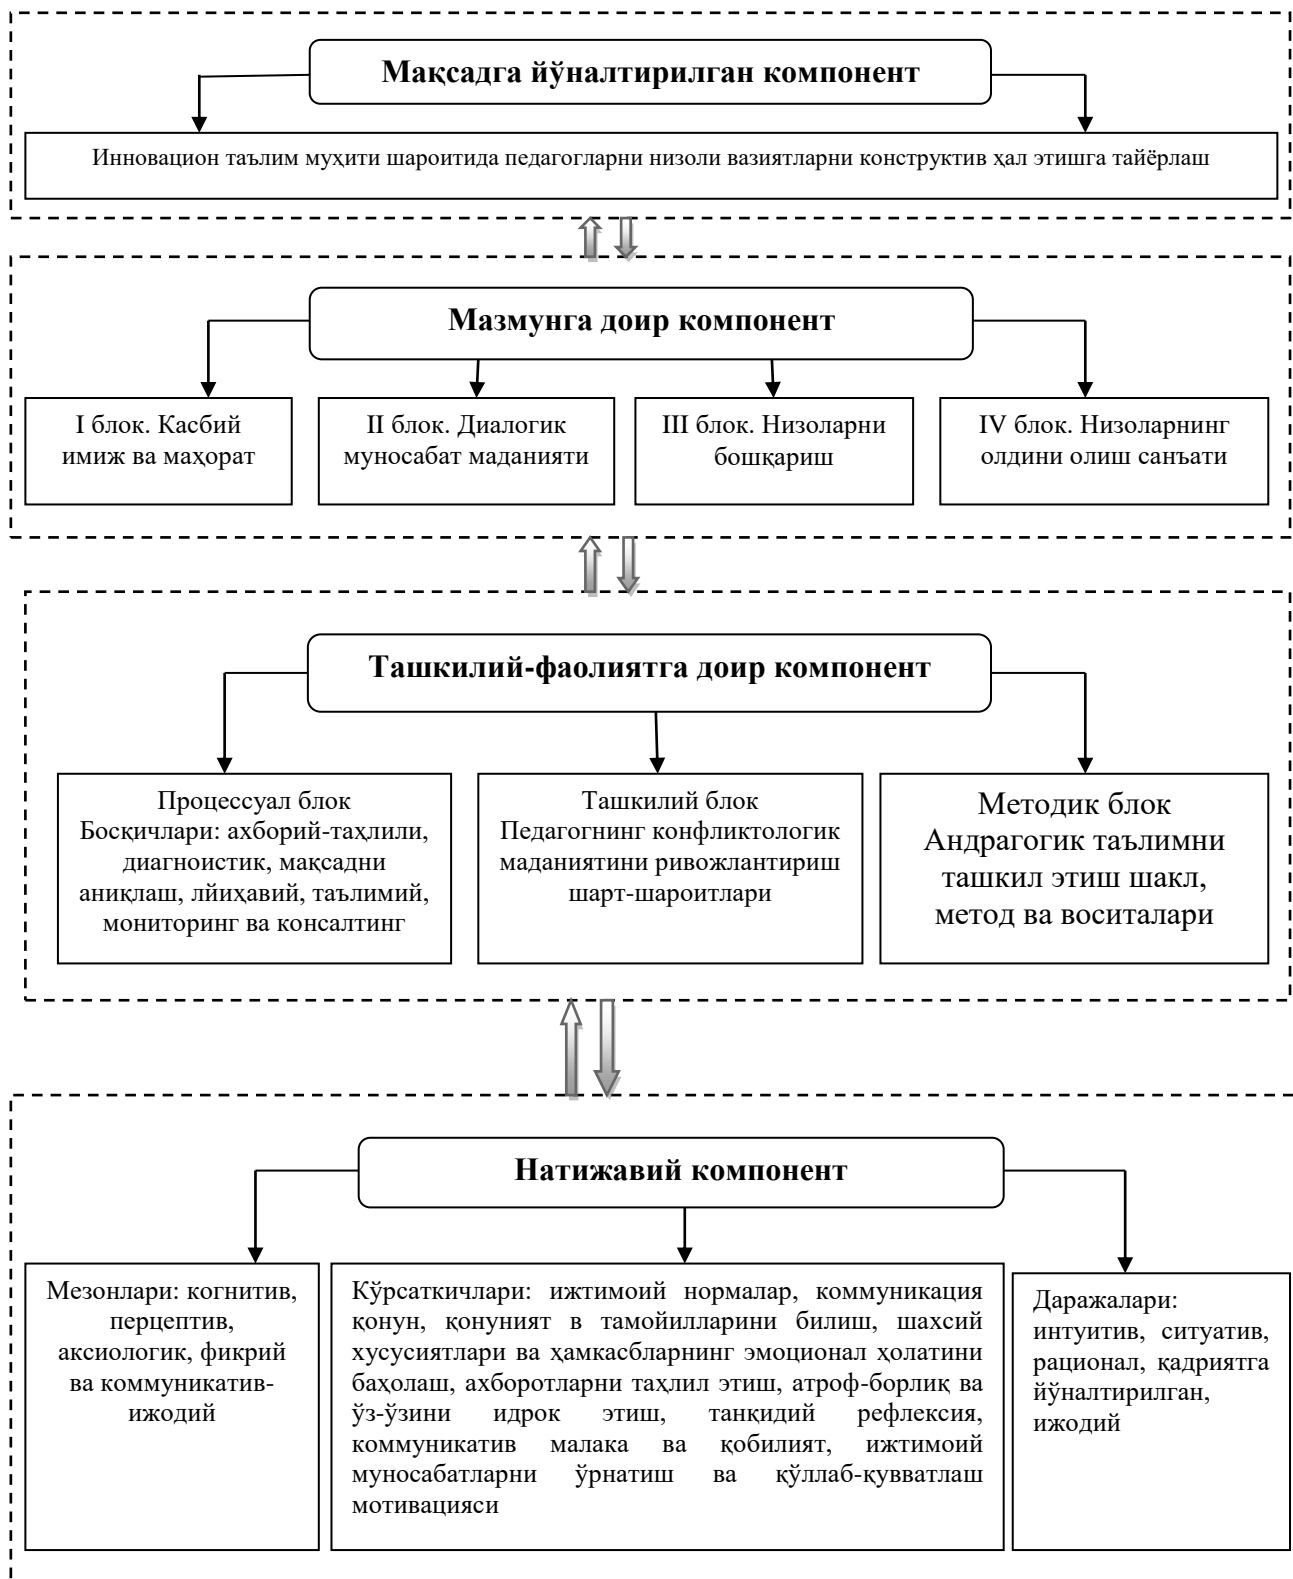 Мақсадга йўналтирилган компонент
Инновацион таълим муҳити шароитида педагогларни низоли вазиятларни конструктив ҳал этишга тайёрлаш
Мазмунга доир компонент
I блок. Касбий
имиж ва маҳорат
II блок. Диалогик
муносабат маданияти
III блок. Низоларни
бошқариш
IV блок. Низоларнинг
олдини олиш санъати
Ташкилий-фаолиятга доир компонент
Процессуал блок
Босқичлари: ахборий-таҳлили,
диагноистик, мақсадни
аниқлаш, лйиҳавий, таълимий,
мониторинг ва консалтинг
Ташкилий блок
Педагогнинг конфликтологик
маданиятини ривожлантириш
шарт-шароитлари
Методик блок
Андрагогик таълимни
ташкил этиш шакл,
метод ва воситалари
Натижавий компонент
Мезонлари: когнитив,
перцептив,
аксиологик, фикрий
ва коммуникатив-
ижодий
Кўрсаткичлари: ижтимоий нормалар, коммуникация
қонун, қонуният в тамойилларини билиш, шахсий
хусусиятлари ва ҳамкасбларнинг эмоционал ҳолатини
баҳолаш, ахборотларни таҳлил этиш, атроф-борлиқ ва
ўз-ўзини идрок этиш, танқидий рефлексия,
коммуникатив малака ва қобилият, ижтимоий
муносабатларни ўрнатиш ва қўллаб-қувватлаш
мотивацияси
Даражалари:
интуитив, ситуатив,
рационал, қадриятга
йўналтирилган,
ижодий